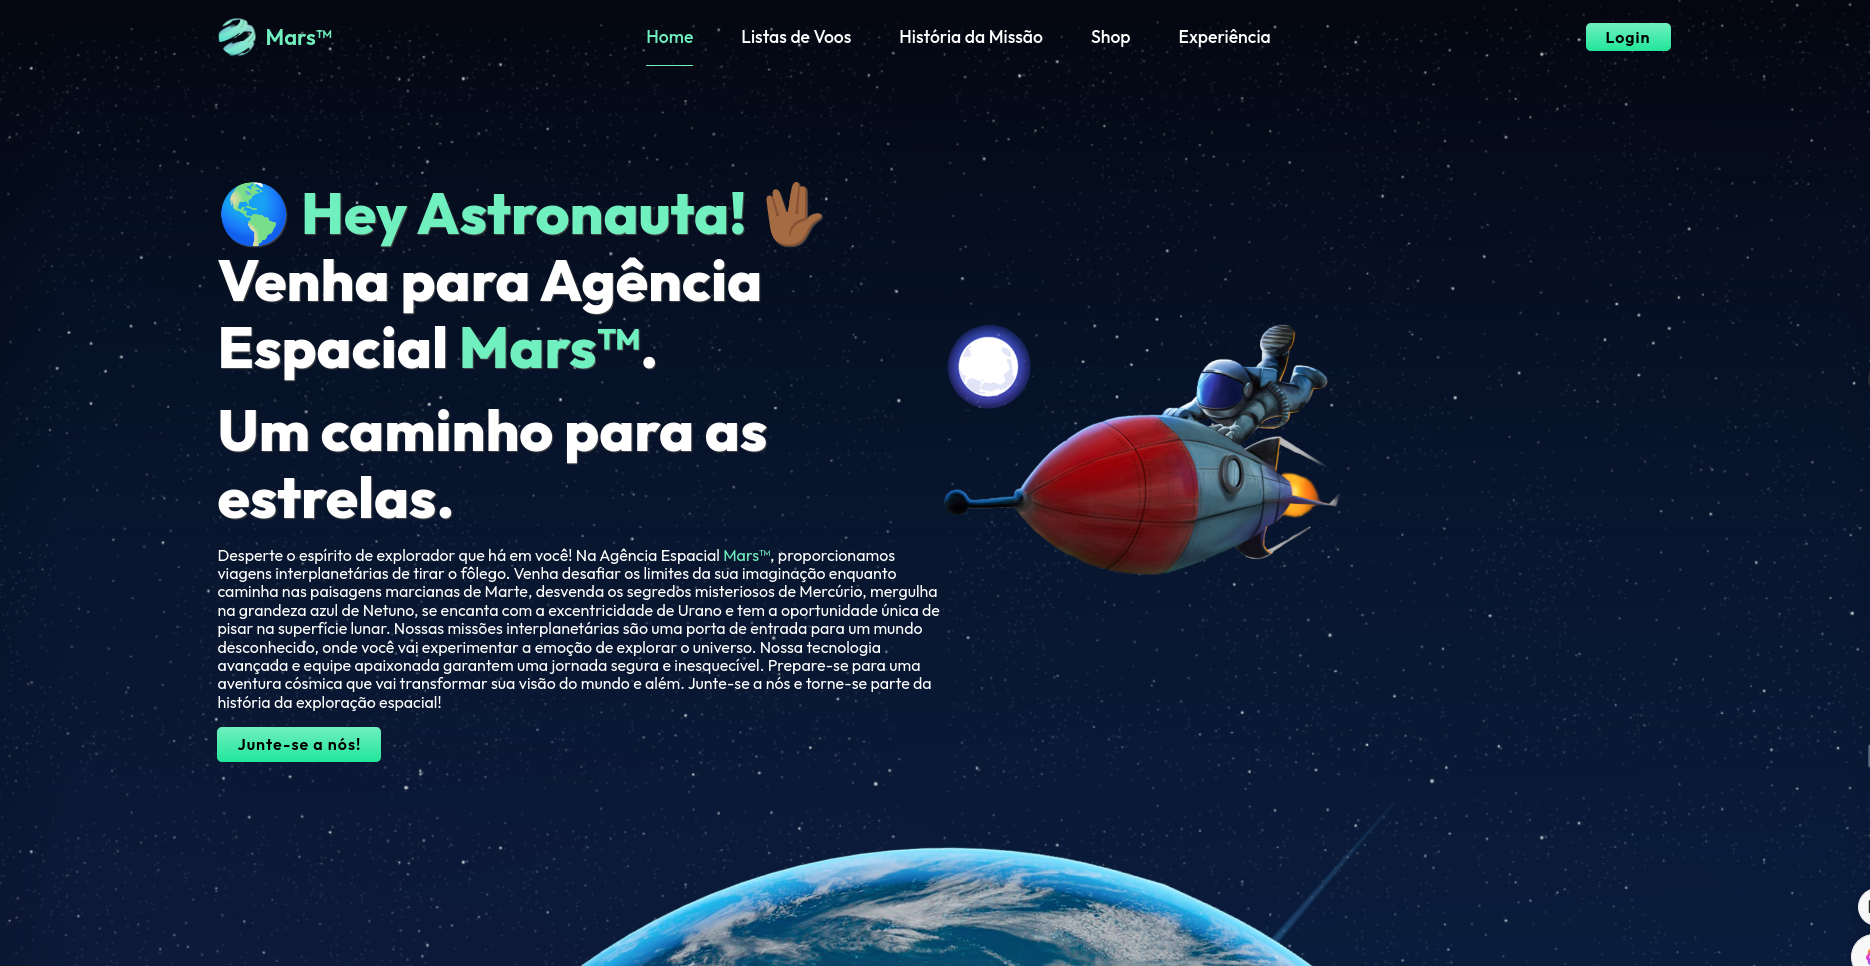 Mars™
Home
Listas de Voos
História da Missão
Shop
Experiência
Login
🌎 Hey Astronauta! 🖖🏾
Venha para Agência
Espacial Mars™.
Um caminho para as
estrelas.
Desperte o espírito de explorador que há em você! Na Agência Espacial Mars™, proporcionamos
viagens interplanetárias de tirar o fôlego. Venha desafiar os limites da sua imaginação enquanto
caminha nas paisagens marcianas de Marte, desvenda os segredos misteriosos de Mercúrio, mergulha
na grandeza azul de Netuno, se encanta com a excentricidade de Urano e tem a oportunidade única de
pisar na superfície lunar. Nossas missões interplanetárias são uma porta de entrada para um mundo
desconhecido, onde você vai experimentar a emoção de explorar o universo. Nossa tecnologia
avançada e equipe apaixonada garantem uma jornada segura e inesquecível. Prepare-se para uma
aventura cósmica que vai transformar sua visão do mundo e além. Junte-se a nós e torne-se parte da
história da exploração espacial!
Junte-se a nós!